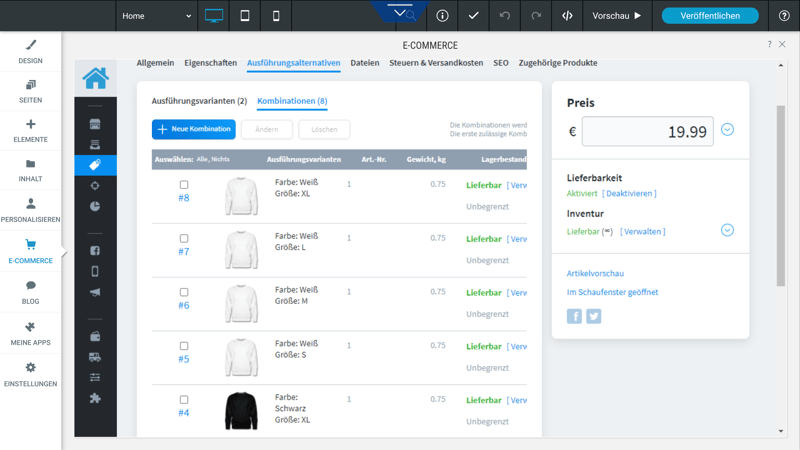 Home
Vorschau
Veröffentlichen
E-COMMERCE
DESIGN
SEITEN
ELEMENTE
INHALT
PERSONALISIEREN
E-COMMERCE
BLOG
MEINE APPS
EINSTELLUNGEN
Allgemein Eigenschaften Ausführungsalternativen Dateien Steuern & Versandkosten SEO Zugehörige Produkte
Ausführungsvarianten (2) Kombinationen (8)
Neue Kombination Ändern Löschen
Die Kombinationen werd
Die erste zulässige Komb
Auswählen: Alle, Nichts Ausführungsvarianten Art.-Nr. Gewicht, kg Lagerbestand
#8
Farbe: Weiß
Größe: XL
1 0.75 Lieferbar [ Verw
Unbegrenzt
#7
Farbe: Weiß
Größe: L
1 0.75 Lieferbar [ Verw
Unbegrenzt
#6
Farbe: Weiß
Größe: M
1 0.75 Lieferbar [ Verw
Unbegrenzt
#5
Farbe: Weiß
Größe: S
1 0.75 Lieferbar [ Verw
Unbegrenzt
#4
Farbe:
Schwarz
Größe: XL
1 0.75 Lieferbar [ Verw
Unbegrenzt
Preis
€ 19.99
Lieferbarkeit
Aktiviert [ Deaktivieren ]
Inventur
Lieferbar (∞) [ Verwalten ]
Artikelvorschau
Im Schaufenster geöffnet